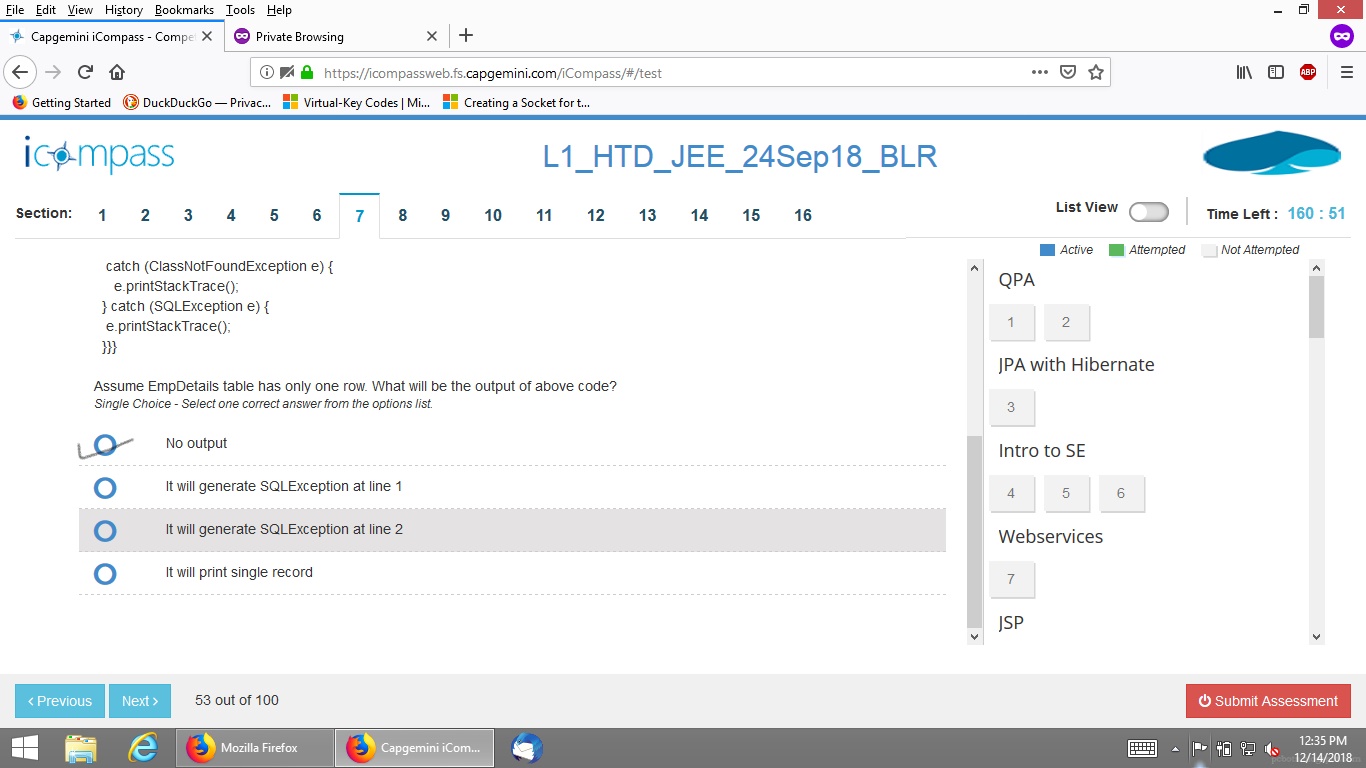 File Edit View History Bookmarks Tools Help
Capgemini iCompass - Compe
Private Browsing
https://icompassweb.fs.capgemini.com/iCompass/#/test
ABP
Getting Started
DuckDuckGo — Privac...
Virtual-Key Codes | Mi...
Creating a Socket for t...
icompass
L1_HTD_JEE_24Sep18_BLR
Section: 1 2 3 4 5 6 7 8 9 10 11 12 13 14 15 16
List View
Time Left : 160 : 51
Active Attempted Not Attempted
catch (ClassNotFoundException e) {
e.printStackTrace();
} catch (SQLException e) {
e.printStackTrace();
}}}
Assume EmpDetails table has only one row. What will be the output of above code?
Single Choice - Select one correct answer from the options list.
No output
It will generate SQLException at line 1
It will generate SQLException at line 2
It will print single record
QPA
1 2
JPA with Hibernate
3
Intro to SE
4 5 6
Webservices
7
JSP
Previous
Next
53 out of 100
Submit Assessment
Mozilla Firefox
Capgemini iCom...
12:35 PM
12/14/2018